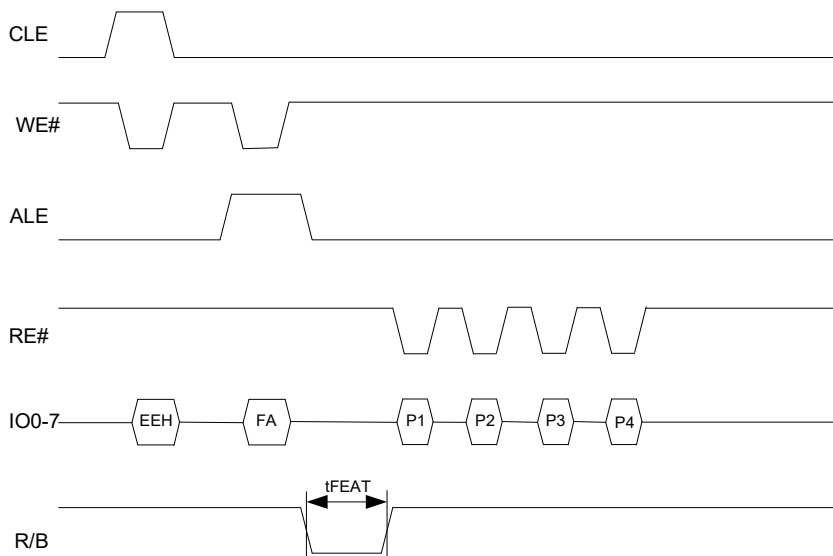 CLE
WE#
ALE
RE#
IO0-7
EEH
FA
P1
P2
P3
P4
tFEAT
R/B